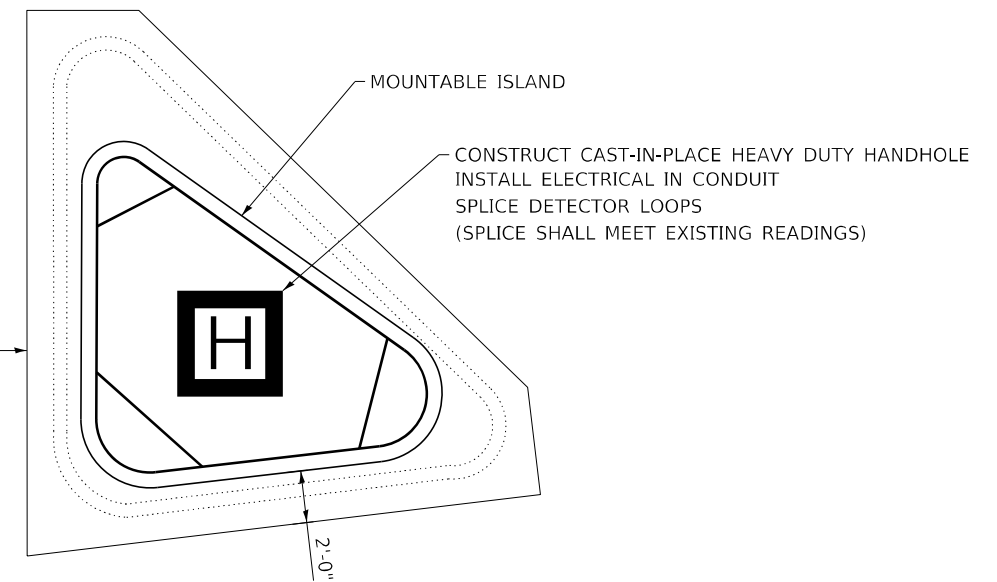 MOUNTABLE ISLAND
CONSTRUCT CAST-IN-PLACE HEAVY DUTY HANDHOLE
INSTALL ELECTRICAL IN CONDUIT
SPLICE DETECTOR LOOPS
(SPLICE SHALL MEET EXISTING READINGS)
H
2'-0"